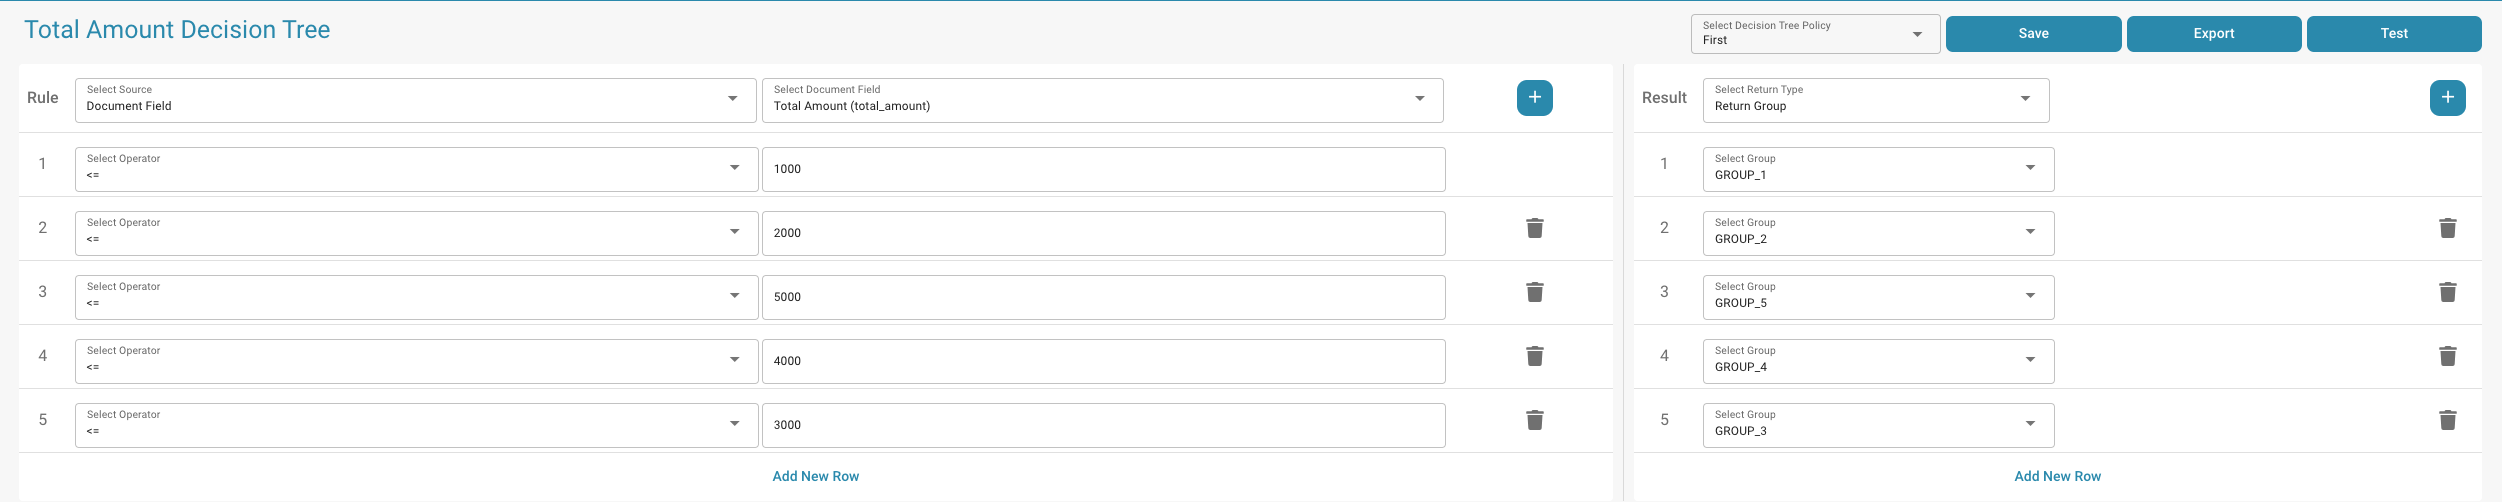 Total Amount Decision Tree
Select Decision Tree Policy
First
Save
Export
Test
Rule
Select Source
Document Field
Select Document Field
Total Amount (total_amount)
+
Result
Select Return Type
Return Group
+
1
Select Operator
<=
1000
1
Select Group
GROUP_1
2
Select Operator
<=
2000
2
Select Group
GROUP_2
3
Select Operator
<=
5000
3
Select Group
GROUP_5
4
Select Operator
<=
4000
4
Select Group
GROUP_4
5
Select Operator
<=
3000
5
Select Group
GROUP_3
Add New Row
Add New Row